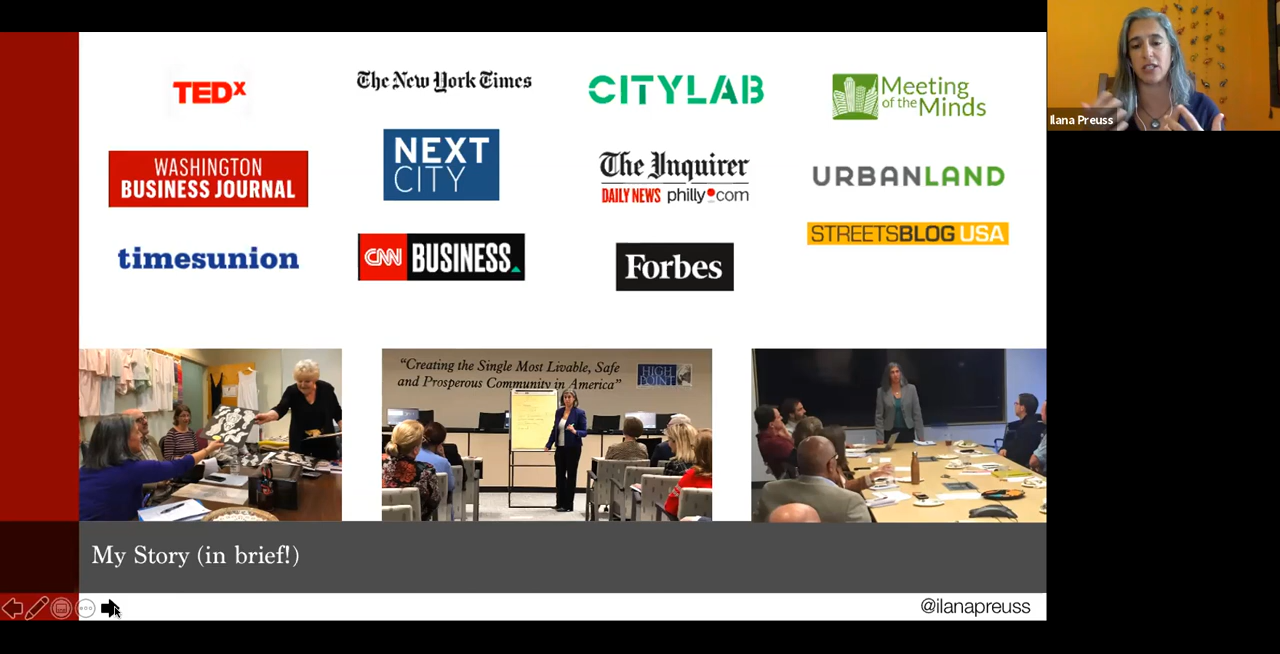 TEDx
The New York Times
CITYLAB
Meeting
of the Minds
WASHINGTON
BUSINESS JOURNAL
NEXT
CITY
The Inquirer
DAILY NEWS philly.com
URBANLAND
timesunion
CNN BUSINESS
Forbes
STREETSBLOG USA
“Creating the Single Most Livable, Safe
and Prosperous Community in America”
HIGH
POINT
My Story (in brief!)
@ilanapreuss
Ilana Preuss